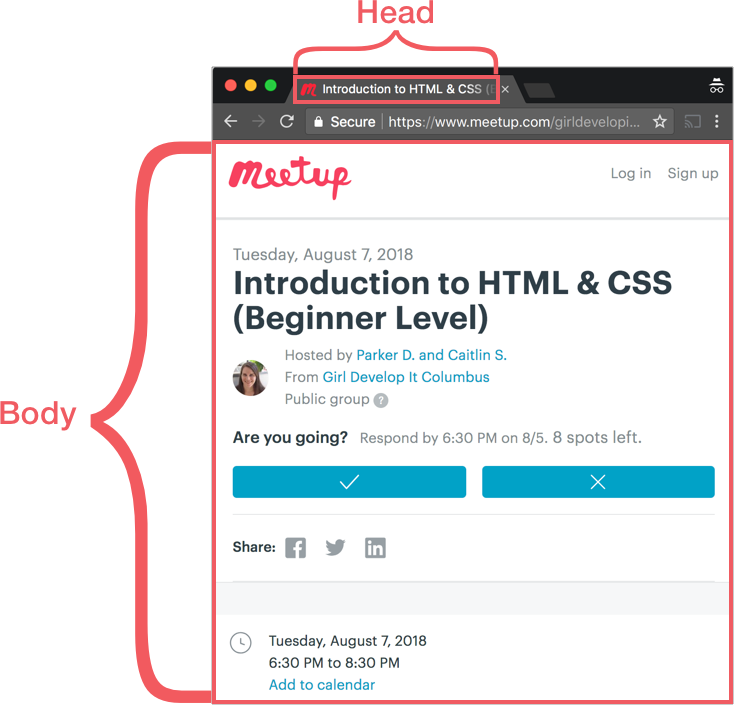 Head
Introduction to HTML & CSS (
Secure
https://www.meetup.com/girldevelopi...
Body
meetup
Log in
Sign up
Tuesday, August 7, 2018
Introduction to HTML & CSS
(Beginner Level)
Hosted by Parker D. and Caitlin S.
From Girl Develop It Columbus
Public group ?
Are you going? Respond by 6:30 PM on 8/5. 8 spots left.
Share:
Tuesday, August 7, 2018
6:30 PM to 8:30 PM
Add to calendar